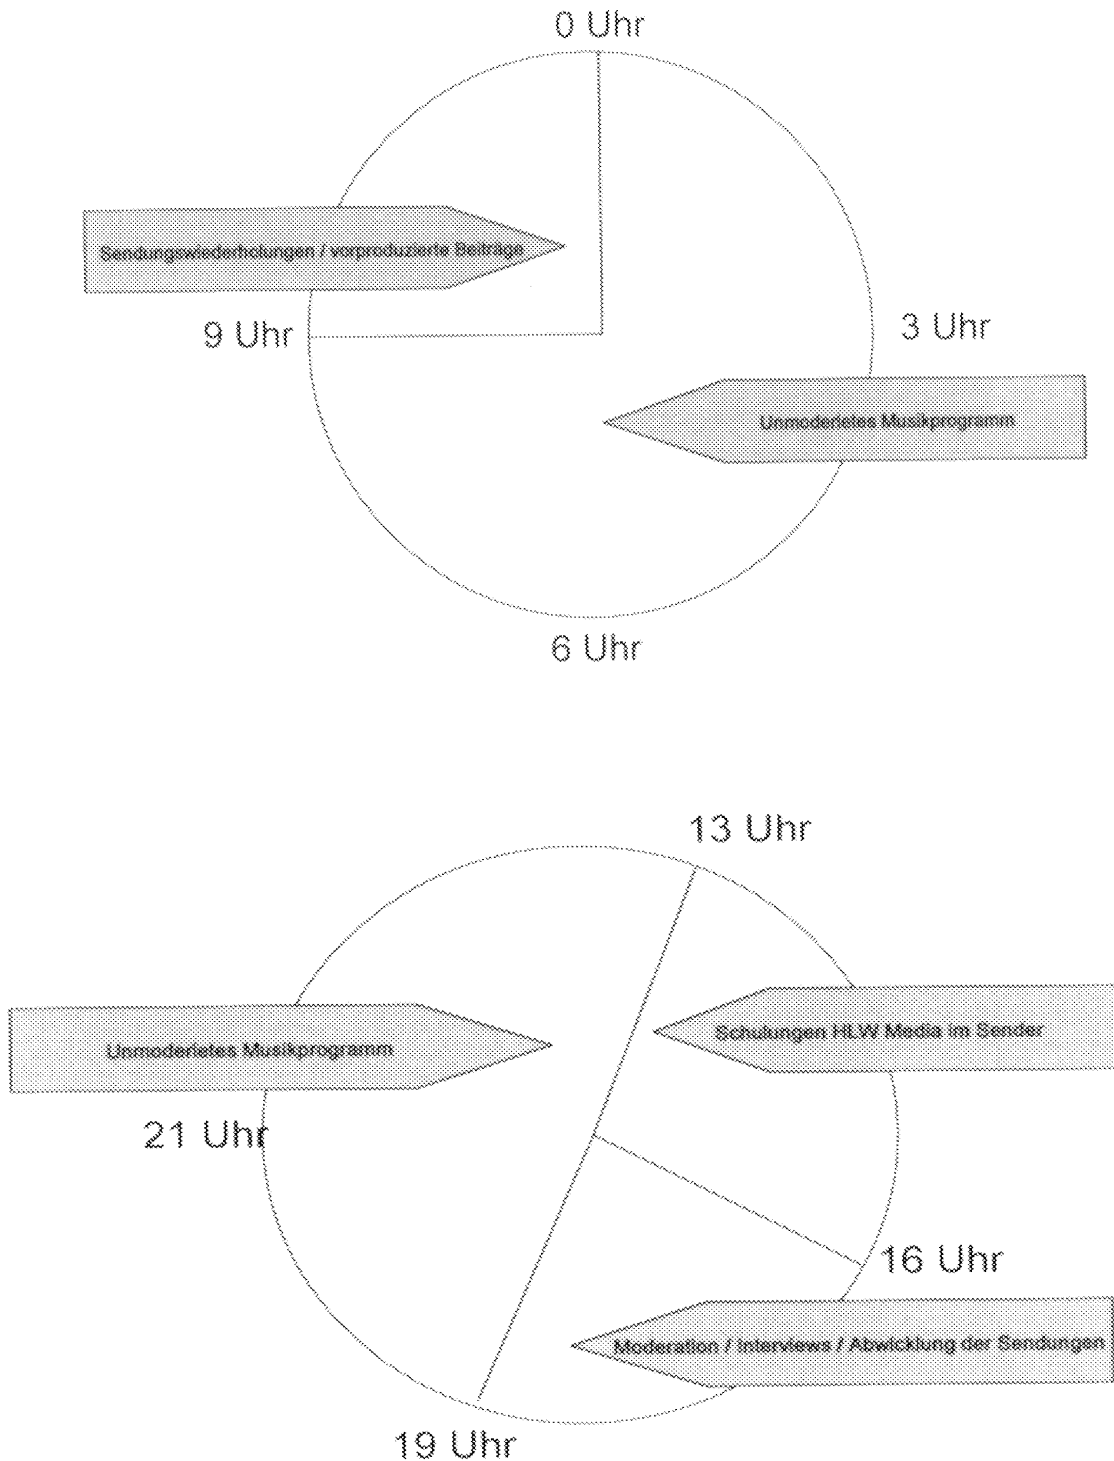 0 Uhr
Sendungswiederholungen / vorproduzierte Beiträge
9 Uhr
3 Uhr
Unmoderietes Musikprogramm
6 Uhr
13 Uhr
Schulungen HLW Media im Sender
Unmoderietes Musikprogramm
21 Uhr
16 Uhr
Moderation / Interviews / Abwicklung der Sendungen
19 Uhr